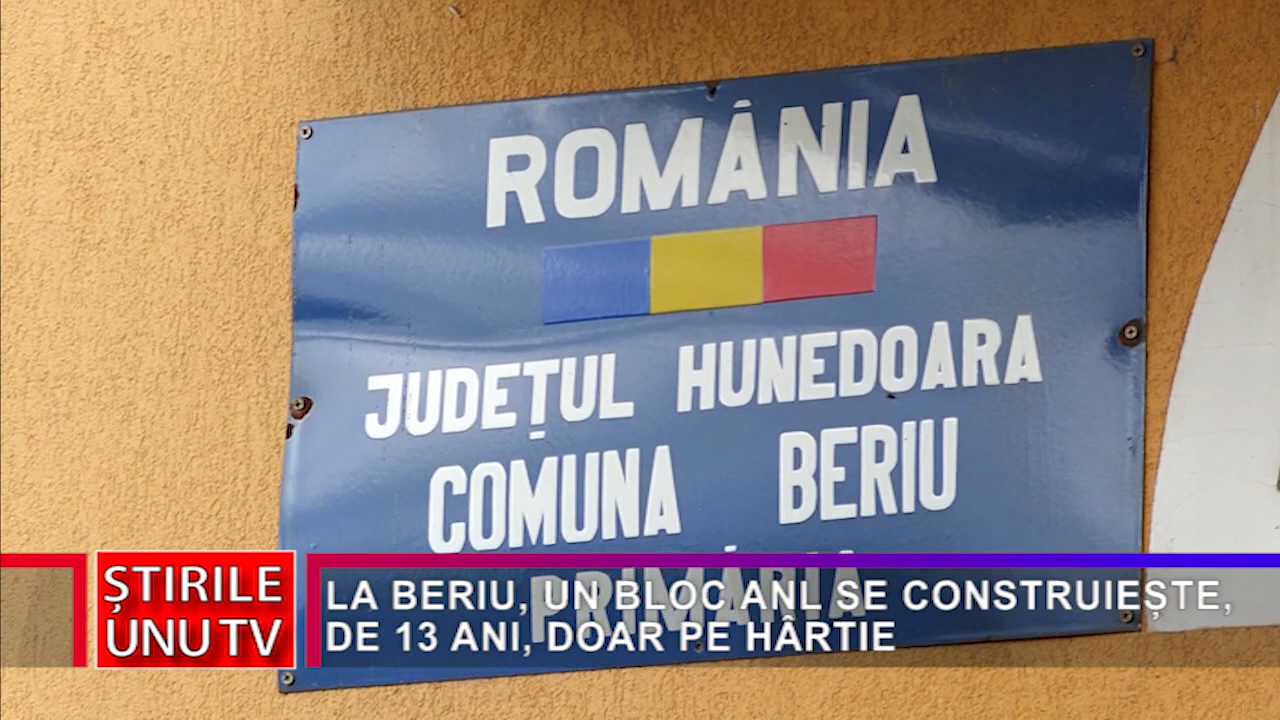 ROMÂNIA
JUDEȚUL HUNEDOARA
COMUNA BERIU
PRIMĂRIA
ȘTIRILE
UNU TV
LA BERIU, UN BLOC ANL SE CONSTRUIEȘTE,
DE 13 ANI, DOAR PE HÂRTIE